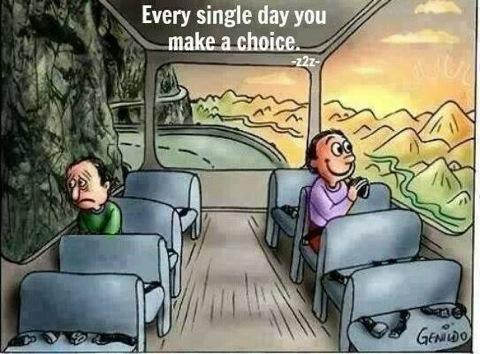 Every single day you
make a choice.
-z2z-
GENILDO